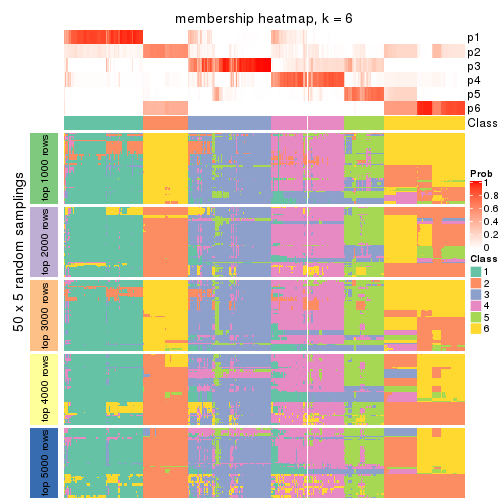 membership heatmap, k = 6
p1
p2
p3
p4
p5
p6
Class
50 x 5 random samplings
top 1000 rows
top 2000 rows
top 3000 rows
top 4000 rows
top 5000 rows
Prob
1
0.8
0.6
0.4
0.2
0
Class
1
2
3
4
5
6